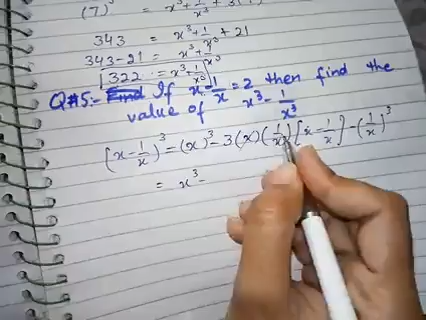 (7)³ = x³ + 1/x³ + 3(
343 = x³ + 1/x³ + 21
343 - 21 = x³ + 1/x³
322 = x³ + 1/x³
Q#5:- If x - 1/x = 2 then find the
value of x³ - 1/x³
[x - 1/x]³ = (x)³ - 3(x)(1/x)[x - 1/x] - (1/x)³
= x³ -